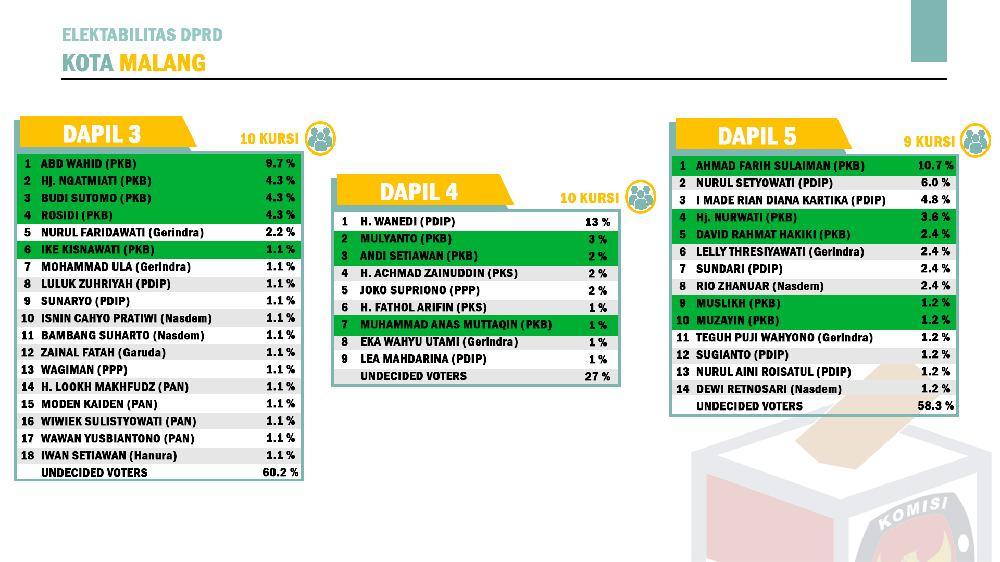 ELEKTABILITAS DPRD
KOTA MALANG
DAPIL 3
10 KURSI
1 ABD WAHID (PKB) 9.7 %
2 Hj. NGATMIATI (PKB) 4.3 %
3 BUDI SUTOMO (PKB) 4.3 %
4 ROSIDI (PKB) 4.3 %
5 NURUL FARIDAWATI (Gerindra) 2.2 %
6 IKE KISNAWATI (PKB) 1.1 %
7 MOHAMMAD ULA (Gerindra) 1.1 %
8 LULUK ZUHRIYAH (PDIP) 1.1 %
9 SUNARYO (PDIP) 1.1 %
10 ISNIN CAHYO PRATIWI (Nasdem) 1.1 %
11 BAMBANG SUHARTO (Nasdem) 1.1 %
12 ZAINAL FATAH (Garuda) 1.1 %
13 WAGIMAN (PPP) 1.1 %
14 H. LOOKH MAKHFUDZ (PAN) 1.1 %
15 MODEN KAIDEN (PAN) 1.1 %
16 WIWIEK SULISTYOWATI (PAN) 1.1 %
17 WAWAN YUSBIANTONO (PAN) 1.1 %
18 IWAN SETIAWAN (Hanura) 1.1 %
UNDECIDED VOTERS 60.2 %
DAPIL 4
10 KURSI
1 H. WANEDI (PDIP) 13 %
2 MULYANTO (PKB) 3 %
3 ANDI SETIAWAN (PKB) 2 %
4 H. ACHMAD ZAINUDDIN (PKS) 2 %
5 JOKO SUPRIONO (PPP) 2 %
6 H. FATHOL ARIFIN (PKS) 1 %
7 MUHAMMAD ANAS MUTTAQIN (PKB) 1 %
8 EKA WAHYU UTAMI (Gerindra) 1 %
9 LEA MAHDARINA (PDIP) 1 %
UNDECIDED VOTERS 27 %
DAPIL 5
9 KURSI
1 AHMAD FARIH SULAIMAN (PKB) 10.7 %
2 NURUL SETYOWATI (PDIP) 6.0 %
3 I MADE RIAN DIANA KARTIKA (PDIP) 4.8 %
4 Hj. NURWATI (PKB) 3.6 %
5 DAVID RAHMAT HAKIKI (PKB) 2.4 %
6 LELLY THRESIYAWATI (Gerindra) 2.4 %
7 SUNDARI (PDIP) 2.4 %
8 RIO ZHANUAR (Nasdem) 2.4 %
9 MUSLIKH (PKB) 1.2 %
10 MUZAYIN (PKB) 1.2 %
11 TEGUH PUJI WAHYONO (Gerindra) 1.2 %
12 SUGIANTO (PDIP) 1.2 %
13 NURUL AINI ROISATUL (PDIP) 1.2 %
14 DEWI RETNOSARI (Nasdem) 1.2 %
UNDECIDED VOTERS 58.3 %
KOMISI